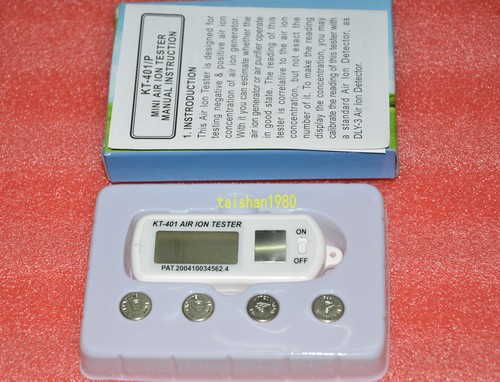 KT-401/P
MINI AIR ION TESTER
MANUAL INSTRUCTION
1. INSTRODUCTION
This Air Ion Tester is designed for
testing negative & positive air ion
concentration of air ion generator.
With it you can estimate whether the
air ion generator or air purifier operate
in good state. The reading of this
tester is correlative to the air ion
concentration, but not exact the
number of it. To make the reading
display the concentration, you may
calibrate the reading of this tester with
a standard Air Ion Detector, as
DLY-3 Air Ion Detector.
taishan1980
KT-401 AIR ION TESTER
ON
OFF
PAT.200410034562.4